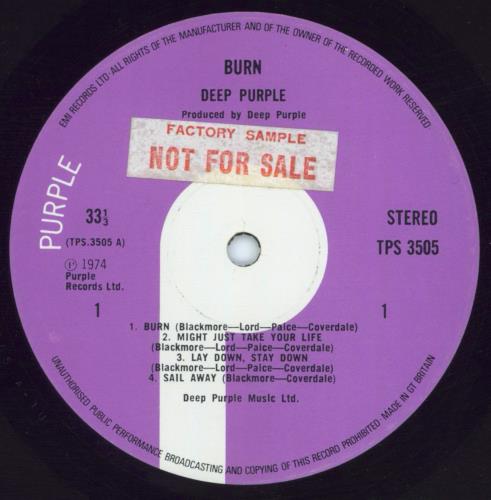 EMI RECORDS LTD·ALL RIGHTS OF THE MANUFACTURER AND OF THE OWNER OF THE RECORDED WORK RESERVED.
BURN
DEEP PURPLE
Produced by Deep Purple
FACTORY SAMPLE
NOT FOR SALE
PURPLE
33⅓
(TPS.3505 A)
STEREO
TPS 3505
Ⓟ 1974
Purple
Records Ltd.
1
1
1. BURN (Blackmore—Lord—Paice—Coverdale)
2. MIGHT JUST TAKE YOUR LIFE
(Blackmore—Lord—Paice—Coverdale)
3. LAY DOWN, STAY DOWN
(Blackmore—Lord—Paice—Coverdale)
4. SAIL AWAY (Blackmore—Coverdale)
Deep Purple Music Ltd.
UNAUTHORISED PUBLIC PERFORMANCE BROADCASTING AND COPYING OF THIS RECORD PROHIBITED · MADE IN GT BRITAIN